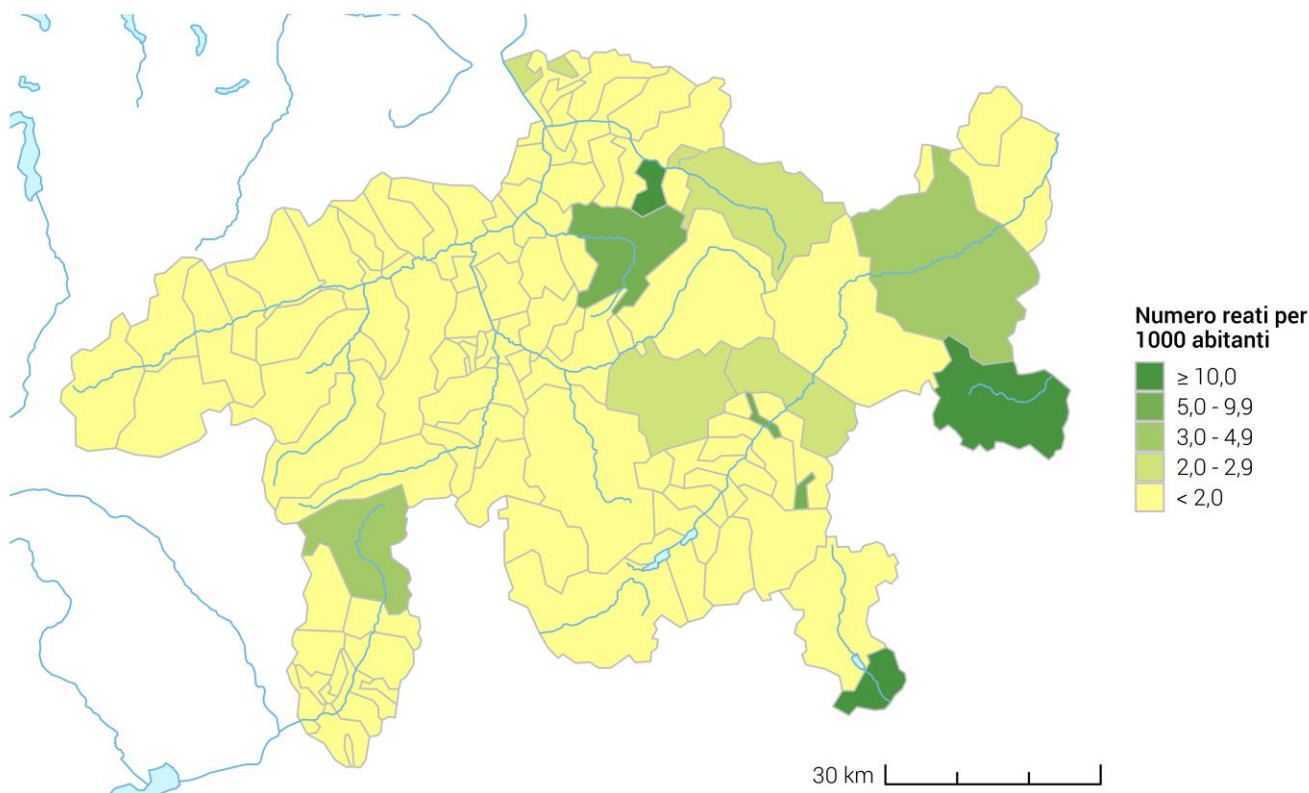 Numero reati per
1000 abitanti
≥ 10,0
5,0 - 9,9
3,0 - 4,9
2,0 - 2,9
< 2,0
30 km